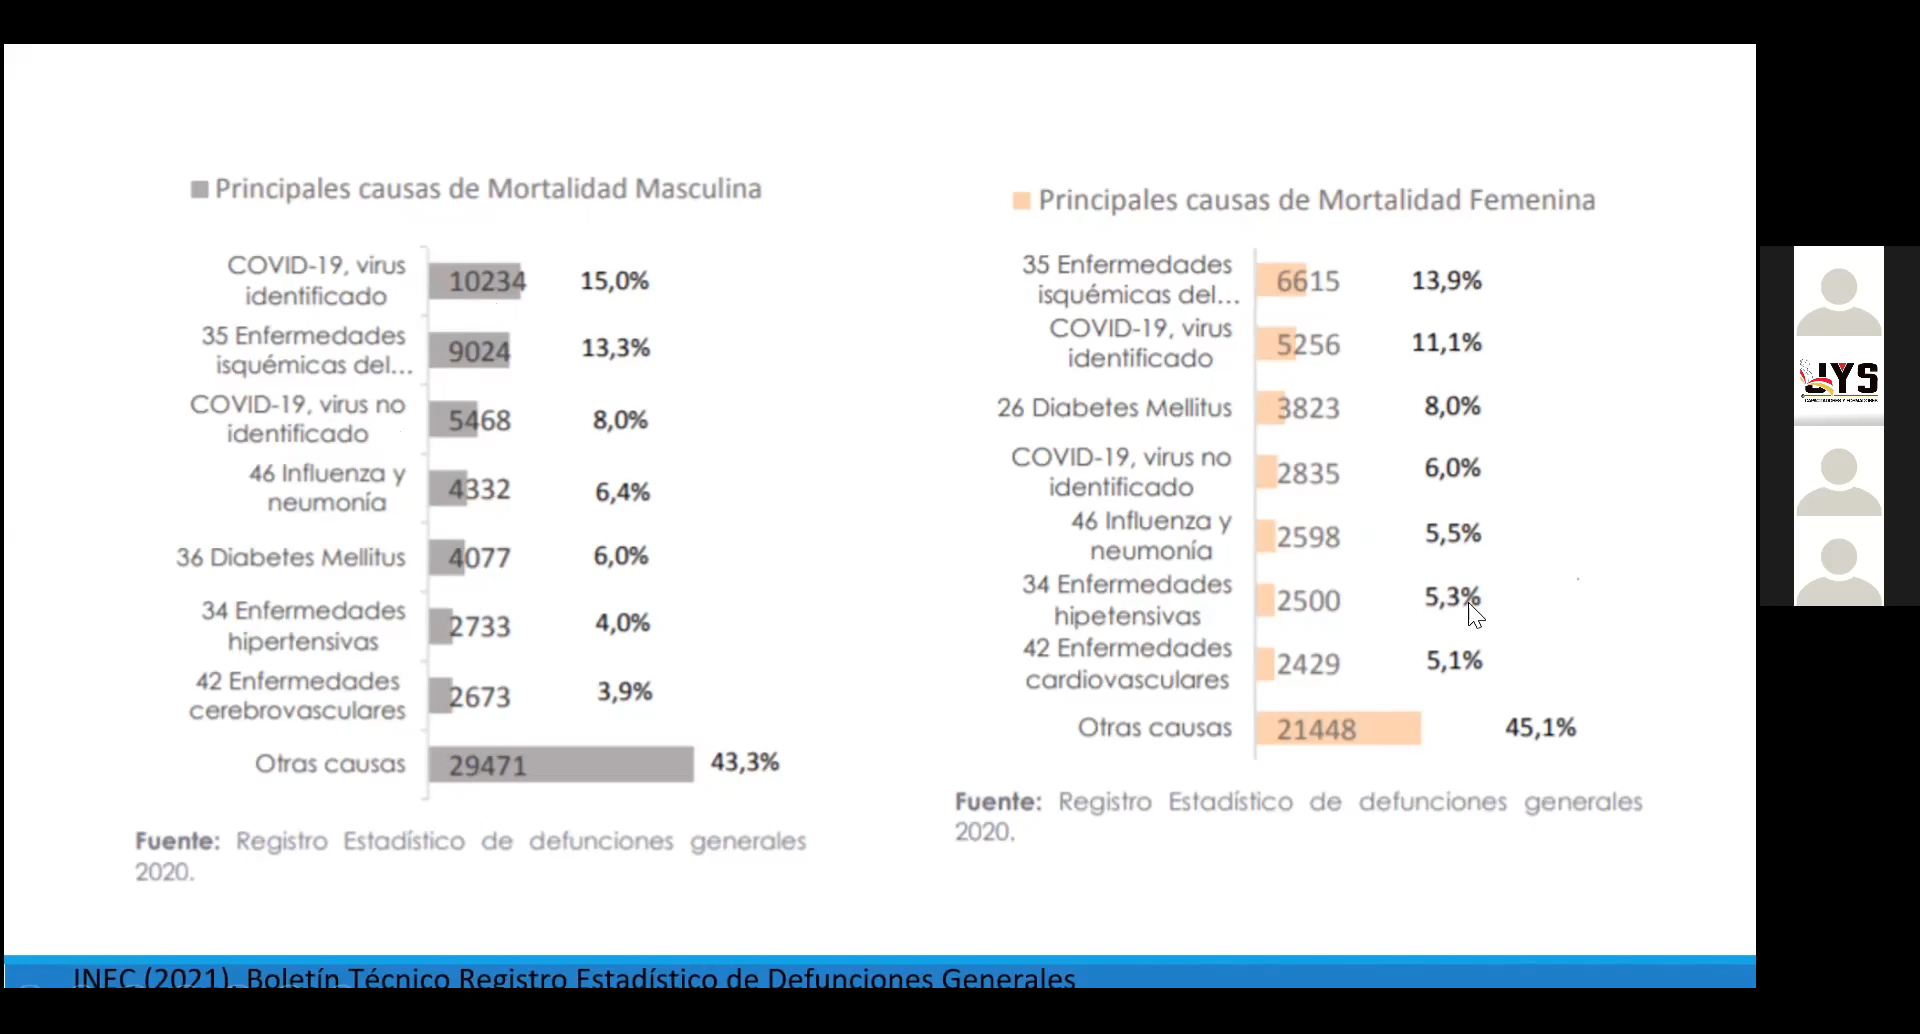 Principales causas de Mortalidad Masculina
COVID-19, virus
identificado
10234
15,0%
35 Enfermedades
isquémicas del...
9024
13,3%
COVID-19, virus no
identificado
5468
8,0%
46 Influenza y
neumonía
4332
6,4%
36 Diabetes Mellitus
4077
6,0%
34 Enfermedades
hipertensivas
2733
4,0%
42 Enfermedades
cerebrovasculares
2673
3,9%
Otras causas
29471
43,3%
Fuente: Registro Estadístico de defunciones generales
2020.
Principales causas de Mortalidad Femenina
35 Enfermedades
isquémicas del...
6615
13,9%
COVID-19, virus
identificado
5256
11,1%
26 Diabetes Mellitus
3823
8,0%
COVID-19, virus no
identificado
2835
6,0%
46 Influenza y
neumonía
2598
5,5%
34 Enfermedades
hipetensivas
2500
5,3%
42 Enfermedades
cardiovasculares
2429
5,1%
Otras causas
21448
45,1%
Fuente: Registro Estadístico de defunciones generales
2020.
INEC (2021). Boletín Técnico Registro Estadístico de Defunciones Generales
JYS